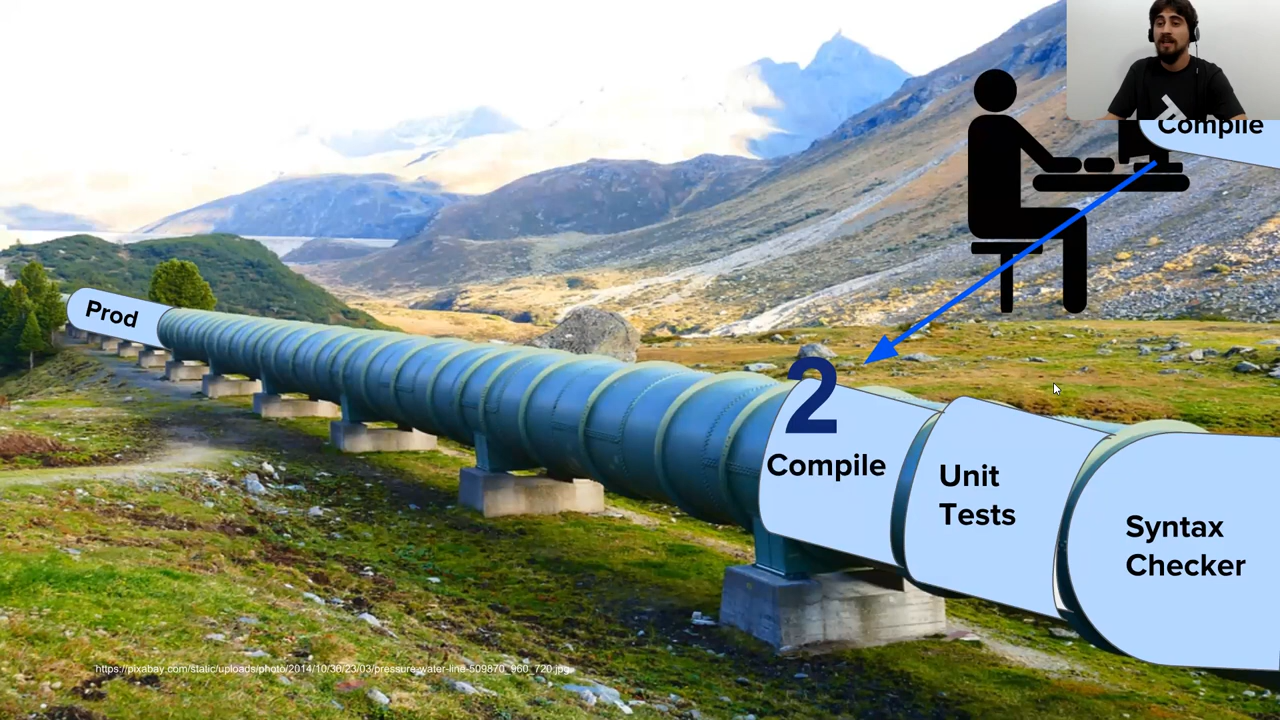 Compile
Prod
2
Compile
Unit
Tests
Syntax
Checker
https://pixabay.com/static/uploads/photo/2014/10/30/23/03/pressure-water-line-509870_960_720.jpg